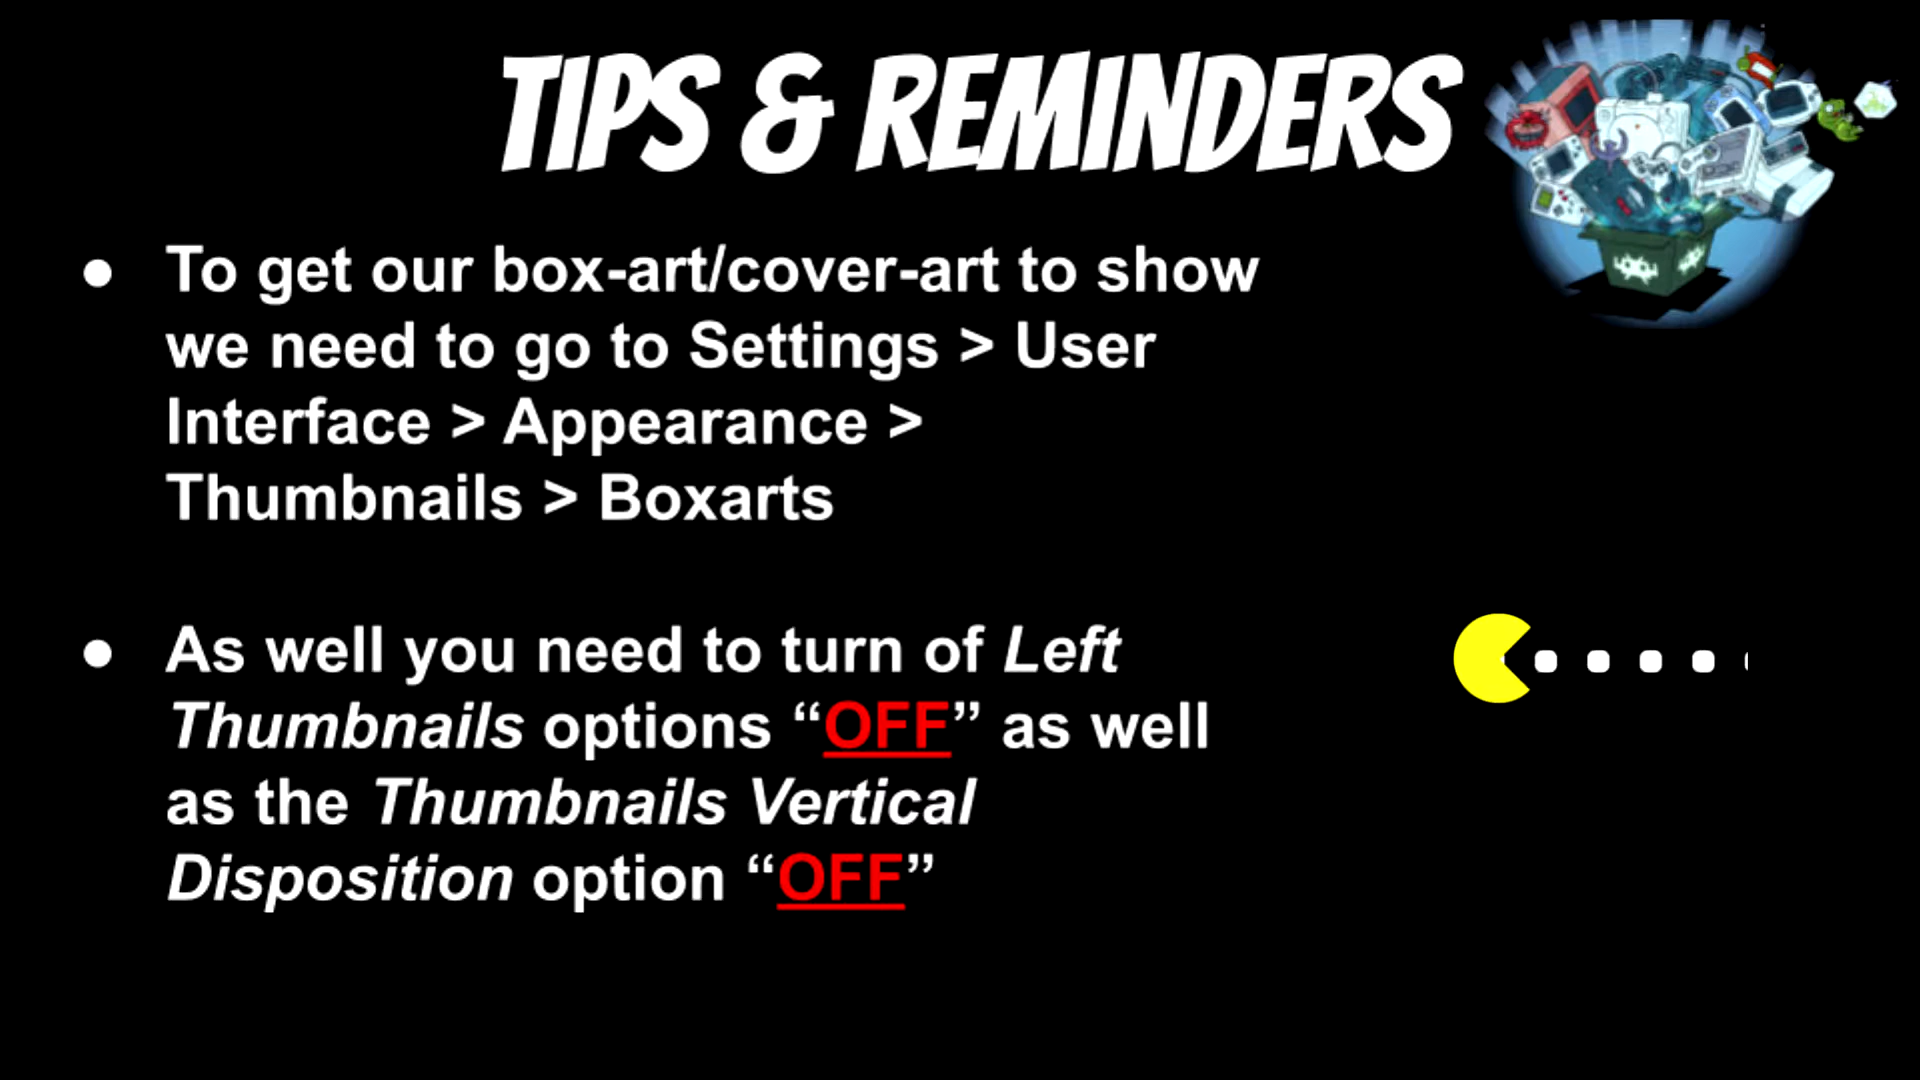 TIPS & REMINDERS
● To get our box-art/cover-art to show
we need to go to Settings > User
Interface > Appearance >
Thumbnails > Boxarts
● As well you need to turn of Left
Thumbnails options “OFF” as well
as the Thumbnails Vertical
Disposition option “OFF”